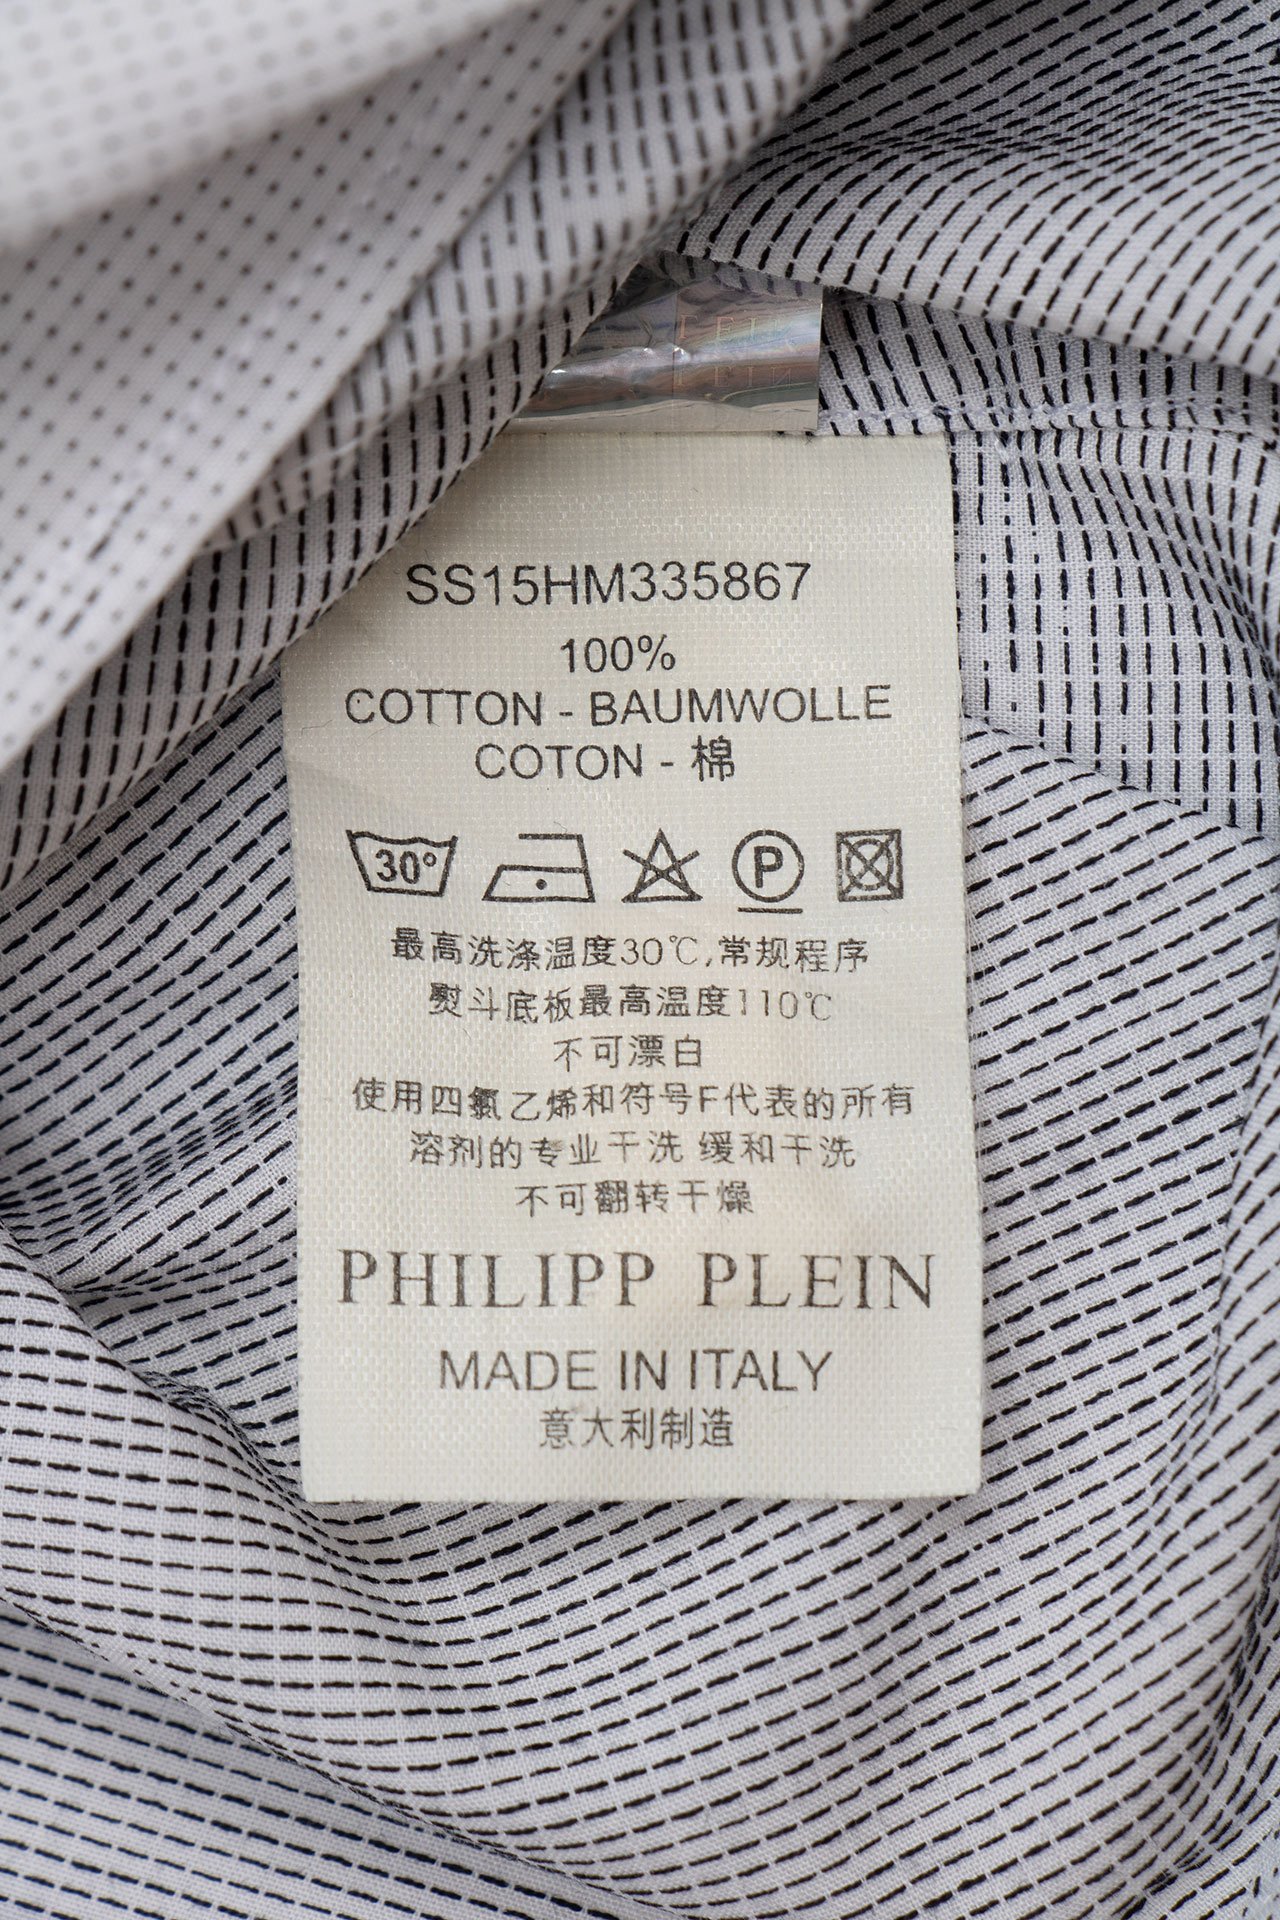 SS15HM335867
100%
COTTON - BAUMWOLLE
COTON - 棉
30° P
最高洗涤温度30℃,常规程序
熨斗底板最高温度110℃
不可漂白
使用四氯乙烯和符号F代表的所有
溶剂的专业干洗 缓和干洗
不可翻转干燥
PHILIPP PLEIN
MADE IN ITALY
意大利制造